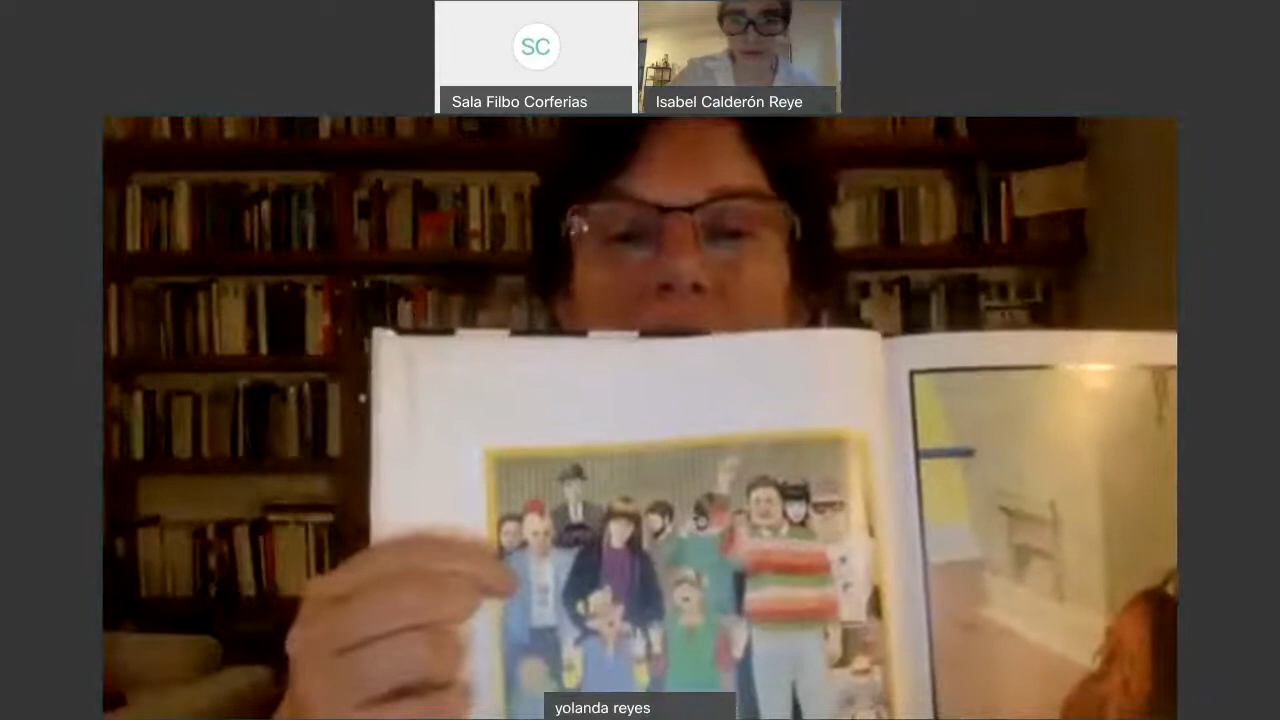 SC
Sala Filbo Corferias
Isabel Calderón Reye
yolanda reyes